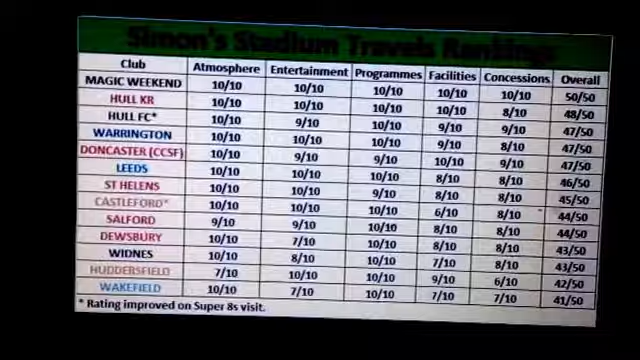 Simon's Stadium Travels Rankings
Club Atmosphere Entertainment Programmes Facilities Concessions Overall
MAGIC WEEKEND 10/10 10/10 10/10 10/10 10/10 50/50
HULL KR 10/10 10/10 10/10 10/10 8/10 48/50
HULL FC* 10/10 9/10 10/10 9/10 9/10 47/50
WARRINGTON 10/10 10/10 10/10 9/10 8/10 47/50
DONCASTER (CCSF) 10/10 9/10 9/10 10/10 9/10 47/50
LEEDS 10/10 10/10 10/10 8/10 8/10 46/50
ST HELENS 10/10 10/10 9/10 8/10 8/10 45/50
CASTLEFORD* 10/10 10/10 10/10 6/10 8/10 44/50
SALFORD 9/10 9/10 10/10 8/10 8/10 44/50
DEWSBURY 10/10 7/10 10/10 8/10 8/10 43/50
WIDNES 10/10 8/10 10/10 7/10 8/10 43/50
HUDDERSFIELD 7/10 10/10 10/10 9/10 6/10 42/50
WAKEFIELD 10/10 7/10 10/10 7/10 7/10 41/50
* Rating improved on Super 8s visit.